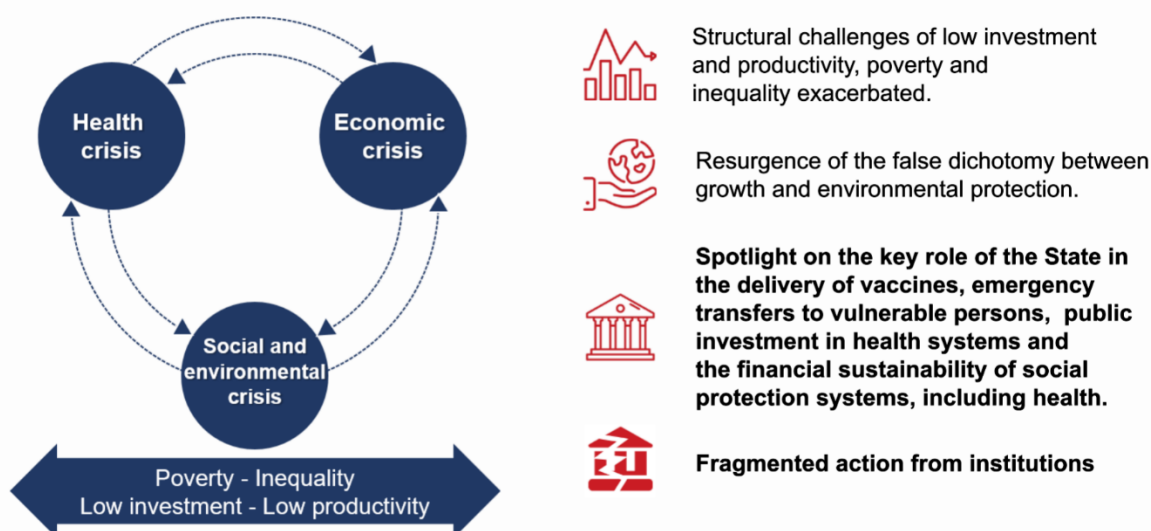 Health
crisis
Economic
crisis
Social and
environmental
crisis
Poverty - Inequality
Low investment - Low productivity
Structural challenges of low investment
and productivity, poverty and
inequality exacerbated.
Resurgence of the false dichotomy between
growth and environmental protection.
Spotlight on the key role of the State in
the delivery of vaccines, emergency
transfers to vulnerable persons, public
investment in health systems and
the financial sustainability of social
protection systems, including health.
Fragmented action from institutions